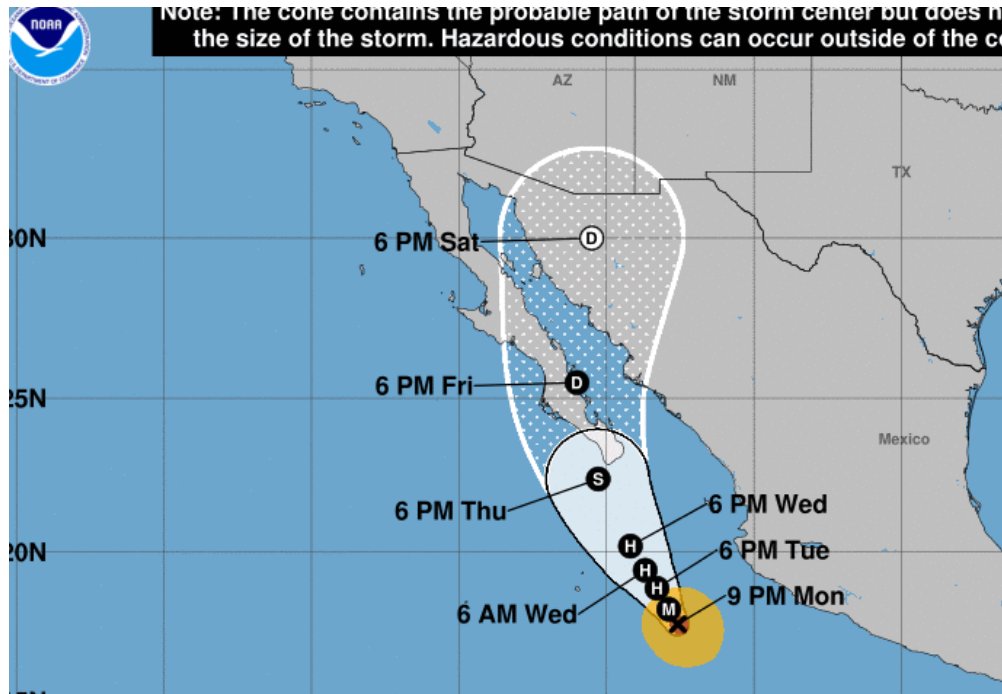 Note: The cone contains the probable path of the storm center but does
the size of the storm. Hazardous conditions can occur outside of the
NOAA
AZ
NM
TX
30N
6 PM Sat
D
6 PM Fri
D
25N
Mexico
S
6 PM Thu
6 PM Wed
H
20N
H
6 PM Tue
H
6 AM Wed
M
9 PM Mon